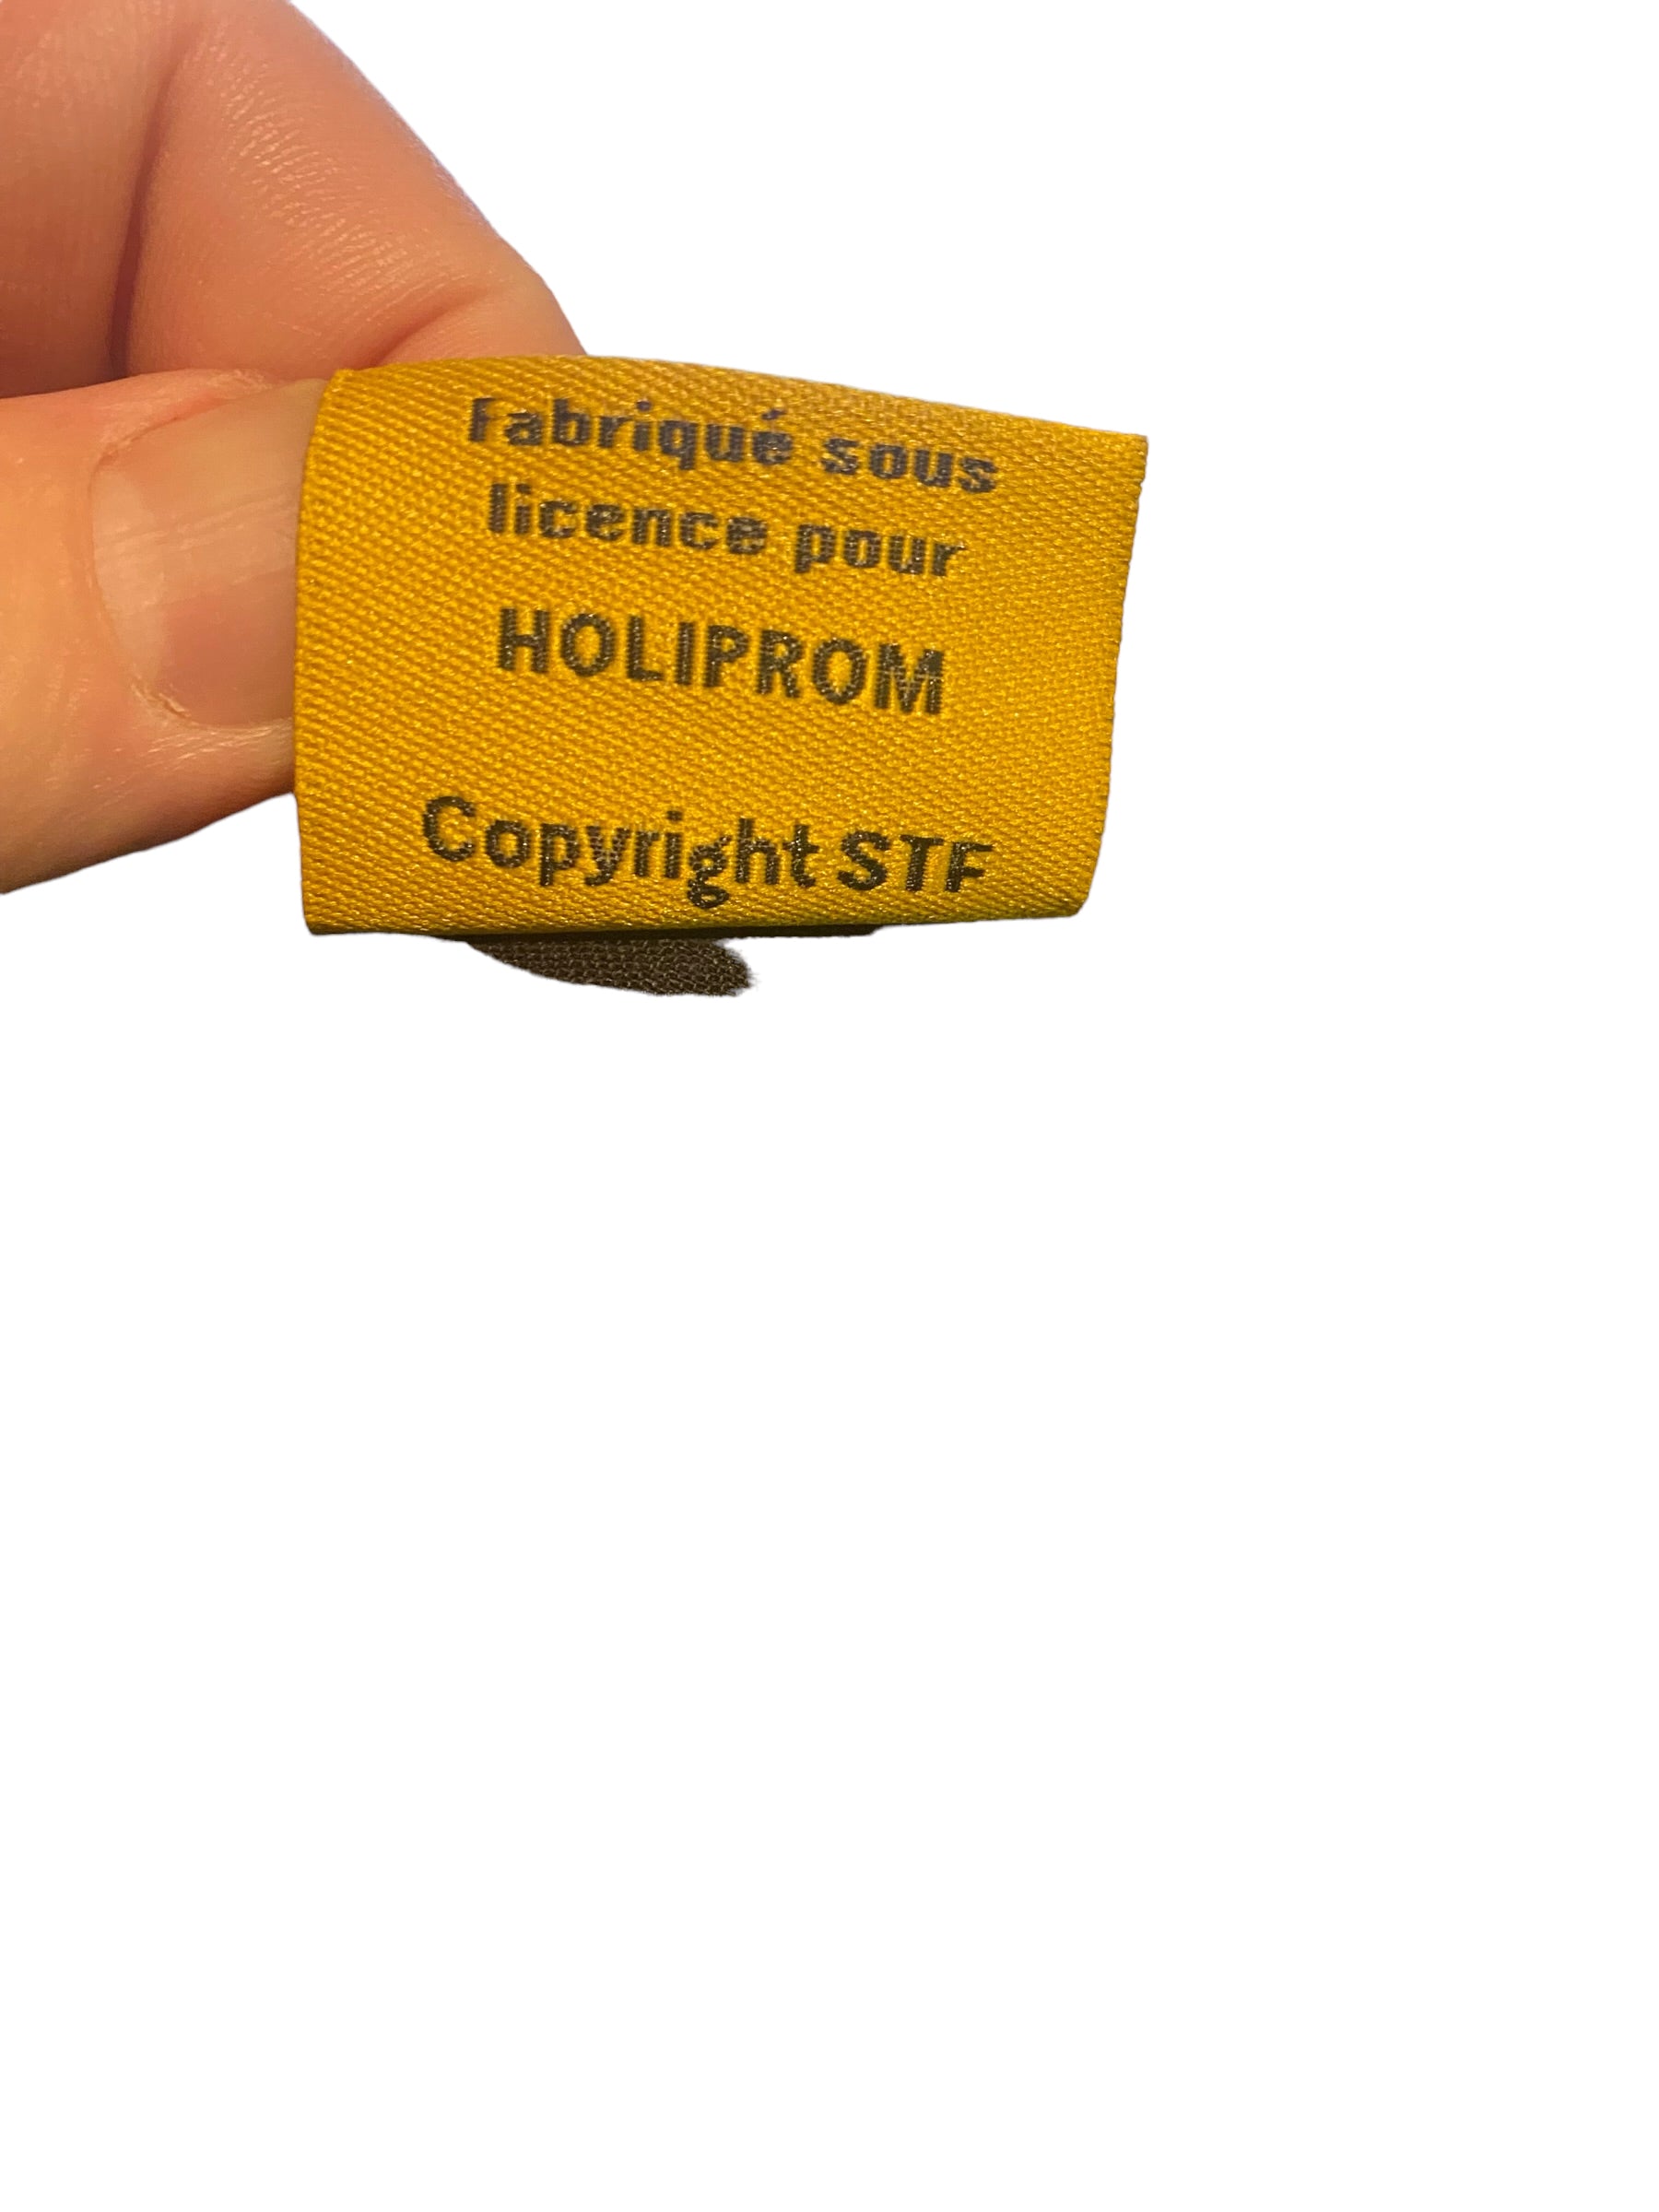 Fabriqué sous
licence pour
HOLIPROM
Copyright STF